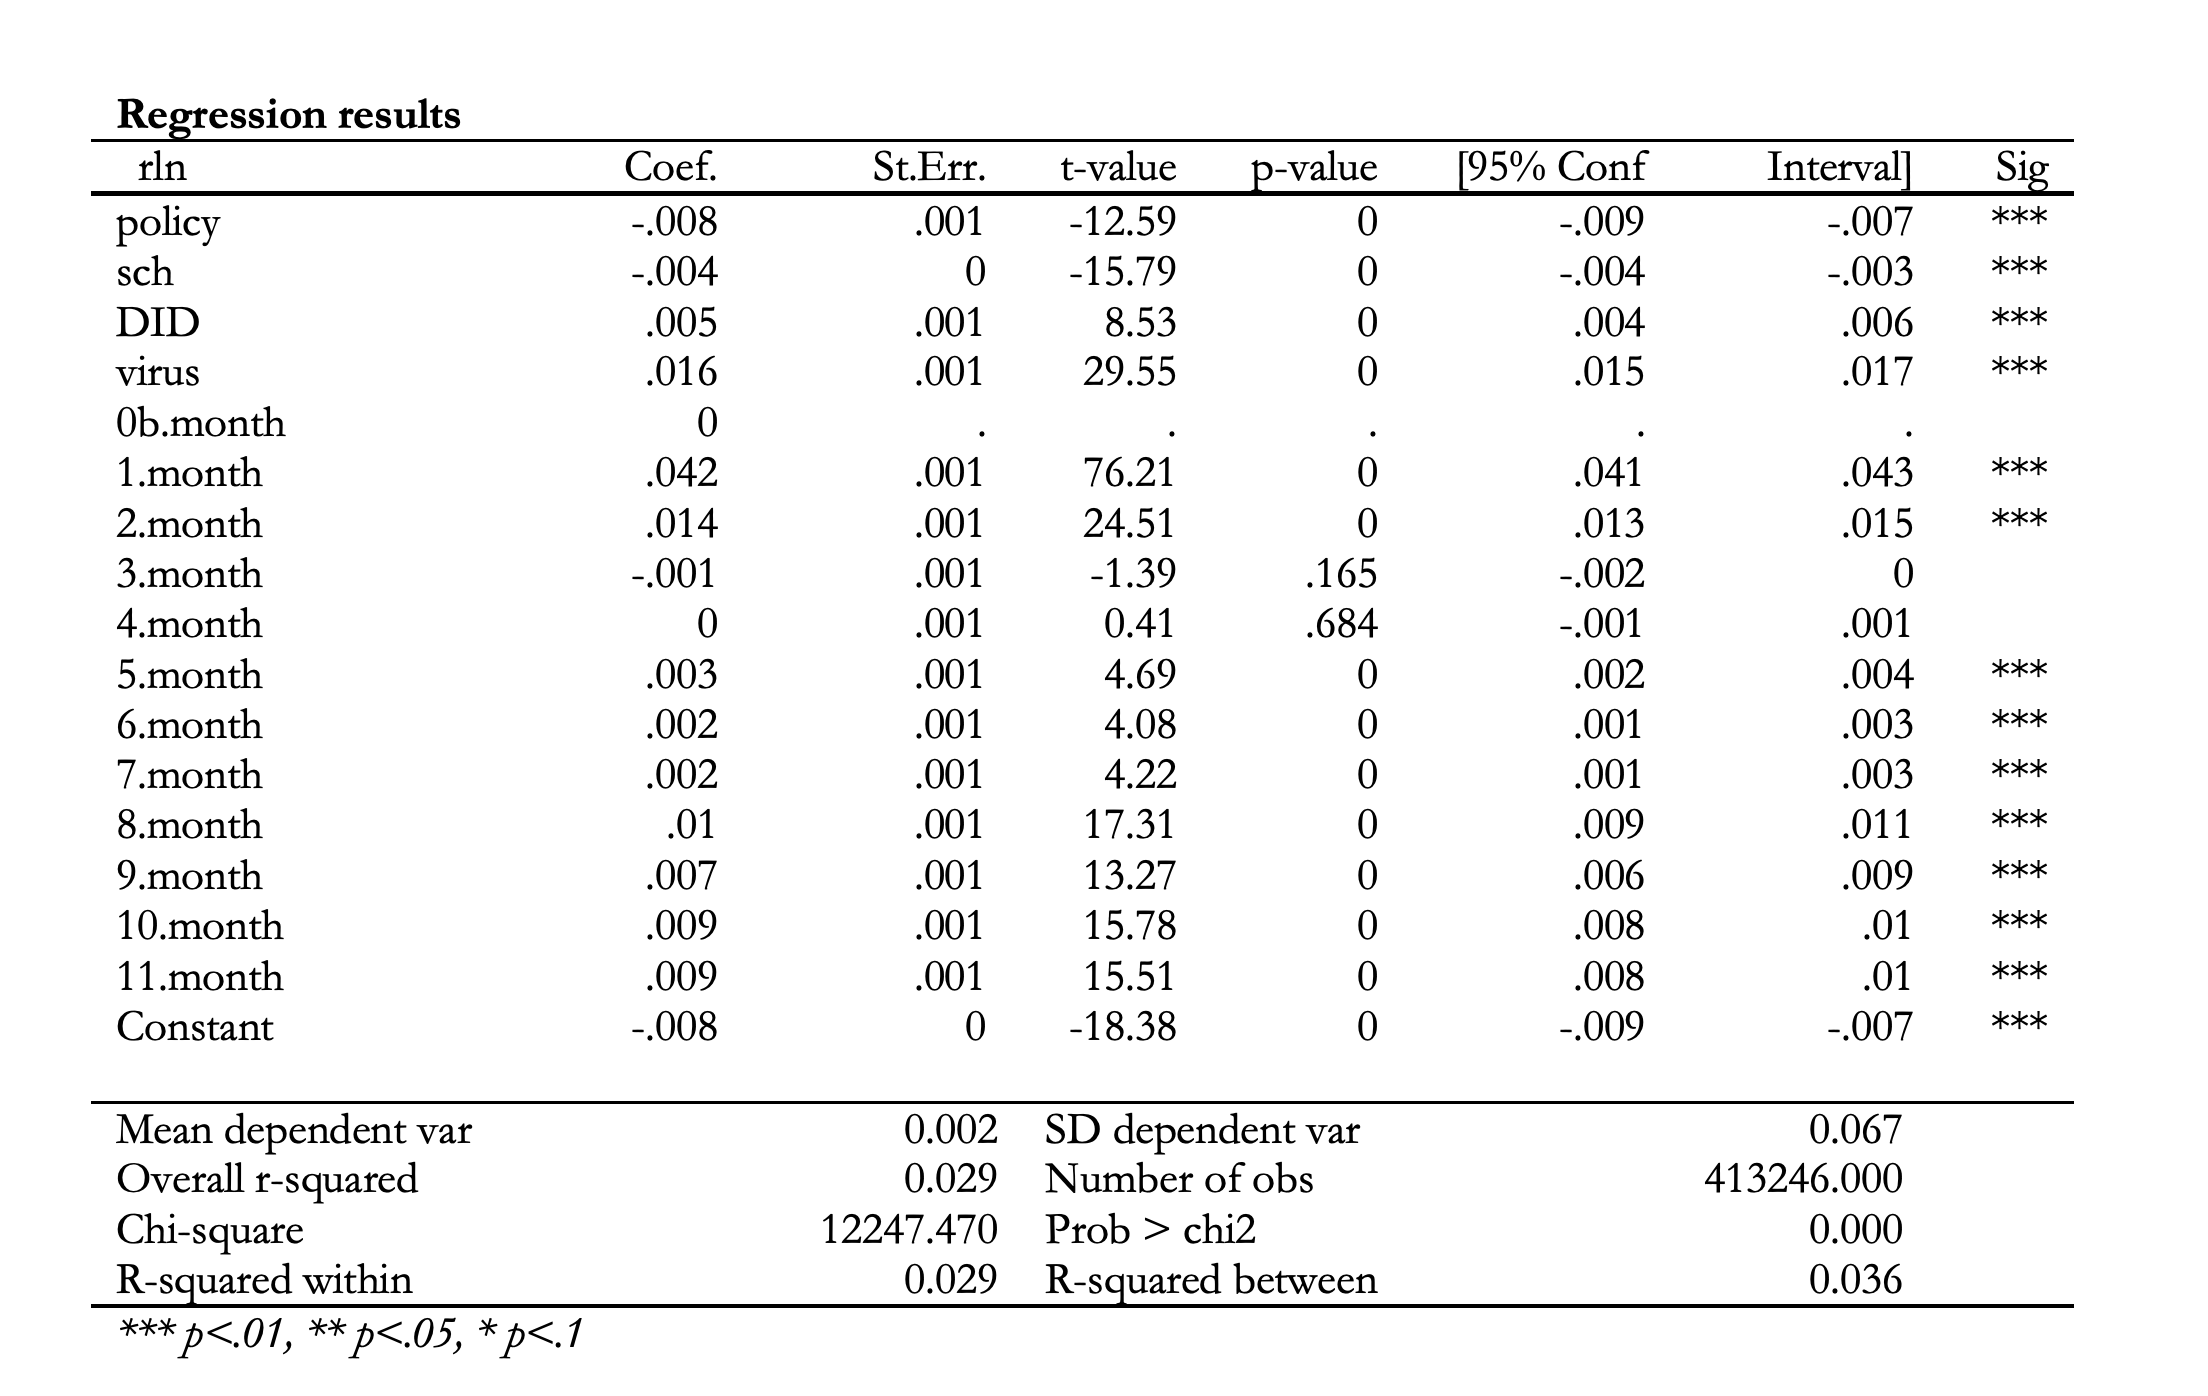 Regression results
rln Coef. St.Err. t-value p-value [95% Conf Interval] Sig
policy -.008 .001 -12.59 0 -.009 -.007 ***
sch -.004 0 -15.79 0 -.004 -.003 ***
DID .005 .001 8.53 0 .004 .006 ***
virus .016 .001 29.55 0 .015 .017 ***
0b.month 0 . . . . .
1.month .042 .001 76.21 0 .041 .043 ***
2.month .014 .001 24.51 0 .013 .015 ***
3.month -.001 .001 -1.39 .165 -.002 0
4.month 0 .001 0.41 .684 -.001 .001
5.month .003 .001 4.69 0 .002 .004 ***
6.month .002 .001 4.08 0 .001 .003 ***
7.month .002 .001 4.22 0 .001 .003 ***
8.month .01 .001 17.31 0 .009 .011 ***
9.month .007 .001 13.27 0 .006 .009 ***
10.month .009 .001 15.78 0 .008 .01 ***
11.month .009 .001 15.51 0 .008 .01 ***
Constant -.008 0 -18.38 0 -.009 -.007 ***
Mean dependent var 0.002 SD dependent var 0.067
Overall r-squared 0.029 Number of obs 413246.000
Chi-square 12247.470 Prob > chi2 0.000
R-squared within 0.029 R-squared between 0.036
*** p<.01, ** p<.05, * p<.1